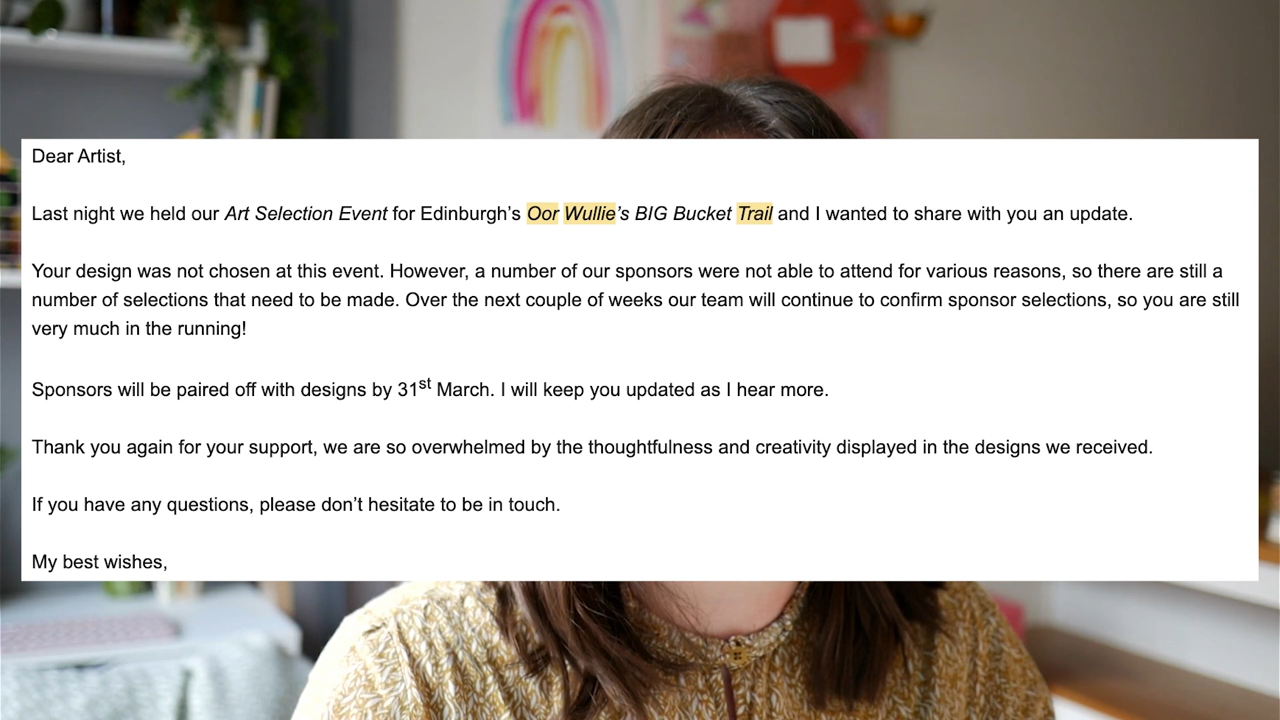 Dear Artist,
Last night we held our Art Selection Event for Edinburgh’s Oor Wullie’s BIG Bucket Trail and I wanted to share with you an update.
Your design was not chosen at this event. However, a number of our sponsors were not able to attend for various reasons, so there are still a
number of selections that need to be made. Over the next couple of weeks our team will continue to confirm sponsor selections, so you are still
very much in the running!
Sponsors will be paired off with designs by 31st March. I will keep you updated as I hear more.
Thank you again for your support, we are so overwhelmed by the thoughtfulness and creativity displayed in the designs we received.
If you have any questions, please don’t hesitate to be in touch.
My best wishes,